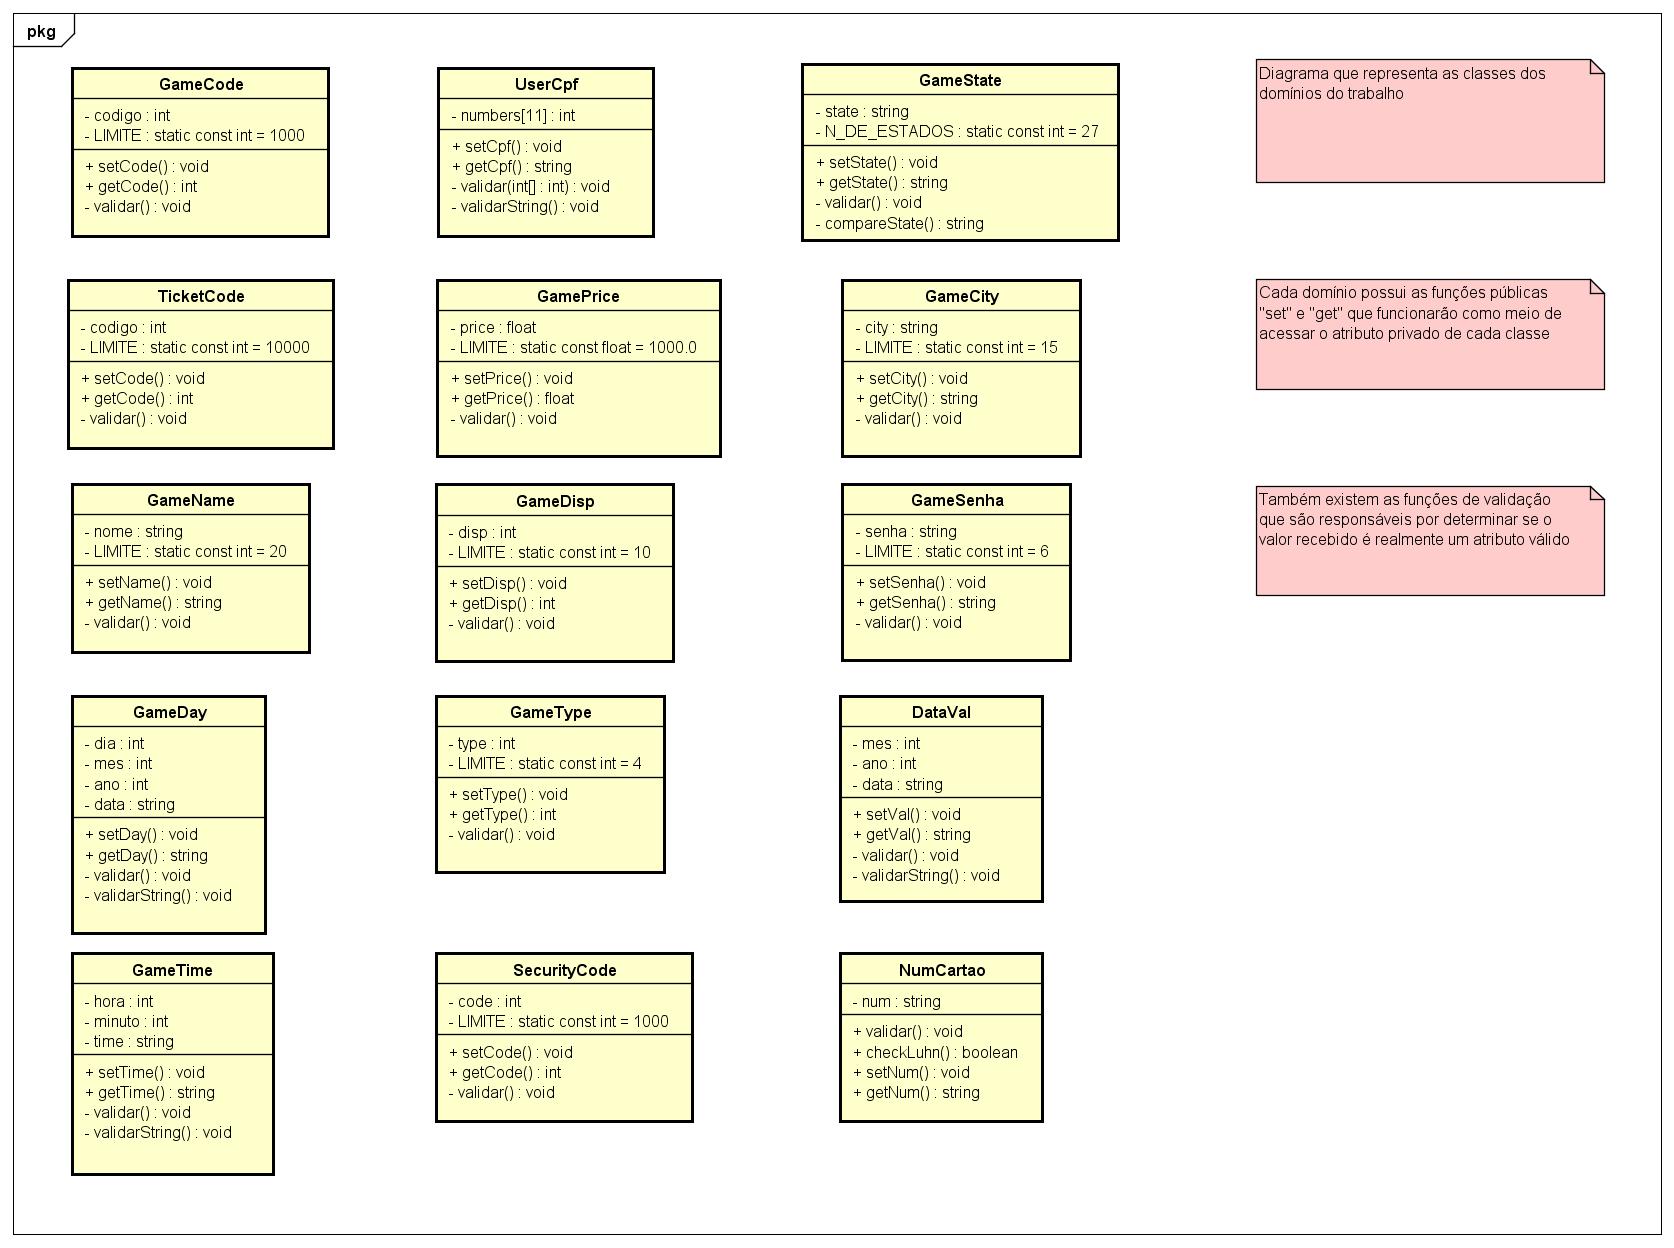 pkg
GameCode
- codigo : int
- LIMITE : static const int = 1000
+ setCode() : void
+ getCode() : int
- validar() : void
UserCpf
- numbers[11] : int
+ setCpf() : void
+ getCpf() : string
- validar(int[] : int) : void
- validarString() : void
GameState
- state : string
- N_DE_ESTADOS : static const int = 27
+ setState() : void
+ getState() : string
- validar() : void
- compareState() : string
Diagrama que representa as classes dos
domínios do trabalho
TicketCode
- codigo : int
- LIMITE : static const int = 10000
+ setCode() : void
+ getCode() : int
- validar() : void
GamePrice
- price : float
- LIMITE : static const float = 1000.0
+ setPrice() : void
+ getPrice() : float
- validar() : void
GameCity
- city : string
- LIMITE : static const int = 15
+ setCity() : void
+ getCity() : string
- validar() : void
Cada domínio possui as funções públicas
"set" e "get" que funcionarão como meio de
acessar o atributo privado de cada classe
GameName
- nome : string
- LIMITE : static const int = 20
+ setName() : void
+ getName() : string
- validar() : void
GameDisp
- disp : int
- LIMITE : static const int = 10
+ setDisp() : void
+ getDisp() : int
- validar() : void
GameSenha
- senha : string
- LIMITE : static const int = 6
+ setSenha() : void
+ getSenha() : string
- validar() : void
Também existem as funções de validação
que são responsáveis por determinar se o
valor recebido é realmente um atributo válido
GameDay
- dia : int
- mes : int
- ano : int
- data : string
+ setDay() : void
+ getDay() : string
- validar() : void
- validarString() : void
GameType
- type : int
- LIMITE : static const int = 4
+ setType() : void
+ getType() : int
- validar() : void
DataVal
- mes : int
- ano : int
- data : string
+ setVal() : void
+ getVal() : string
- validar() : void
- validarString() : void
GameTime
- hora : int
- minuto : int
- time : string
+ setTime() : void
+ getTime() : string
- validar() : void
- validarString() : void
SecurityCode
- code : int
- LIMITE : static const int = 1000
+ setCode() : void
+ getCode() : int
- validar() : void
NumCartao
- num : string
+ validar() : void
+ checkLuhn() : boolean
+ setNum() : void
+ getNum() : string